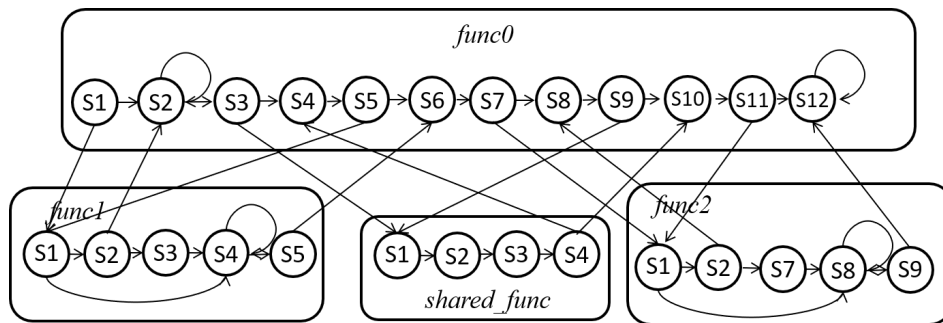 func0
S1 S2 S3 S4 S5 S6 S7 S8 S9 S10 S11 S12
func1
S1 S2 S3 S4 S5
S1 S2 S3 S4
shared_func
func2
S1 S2 S7 S8 S9